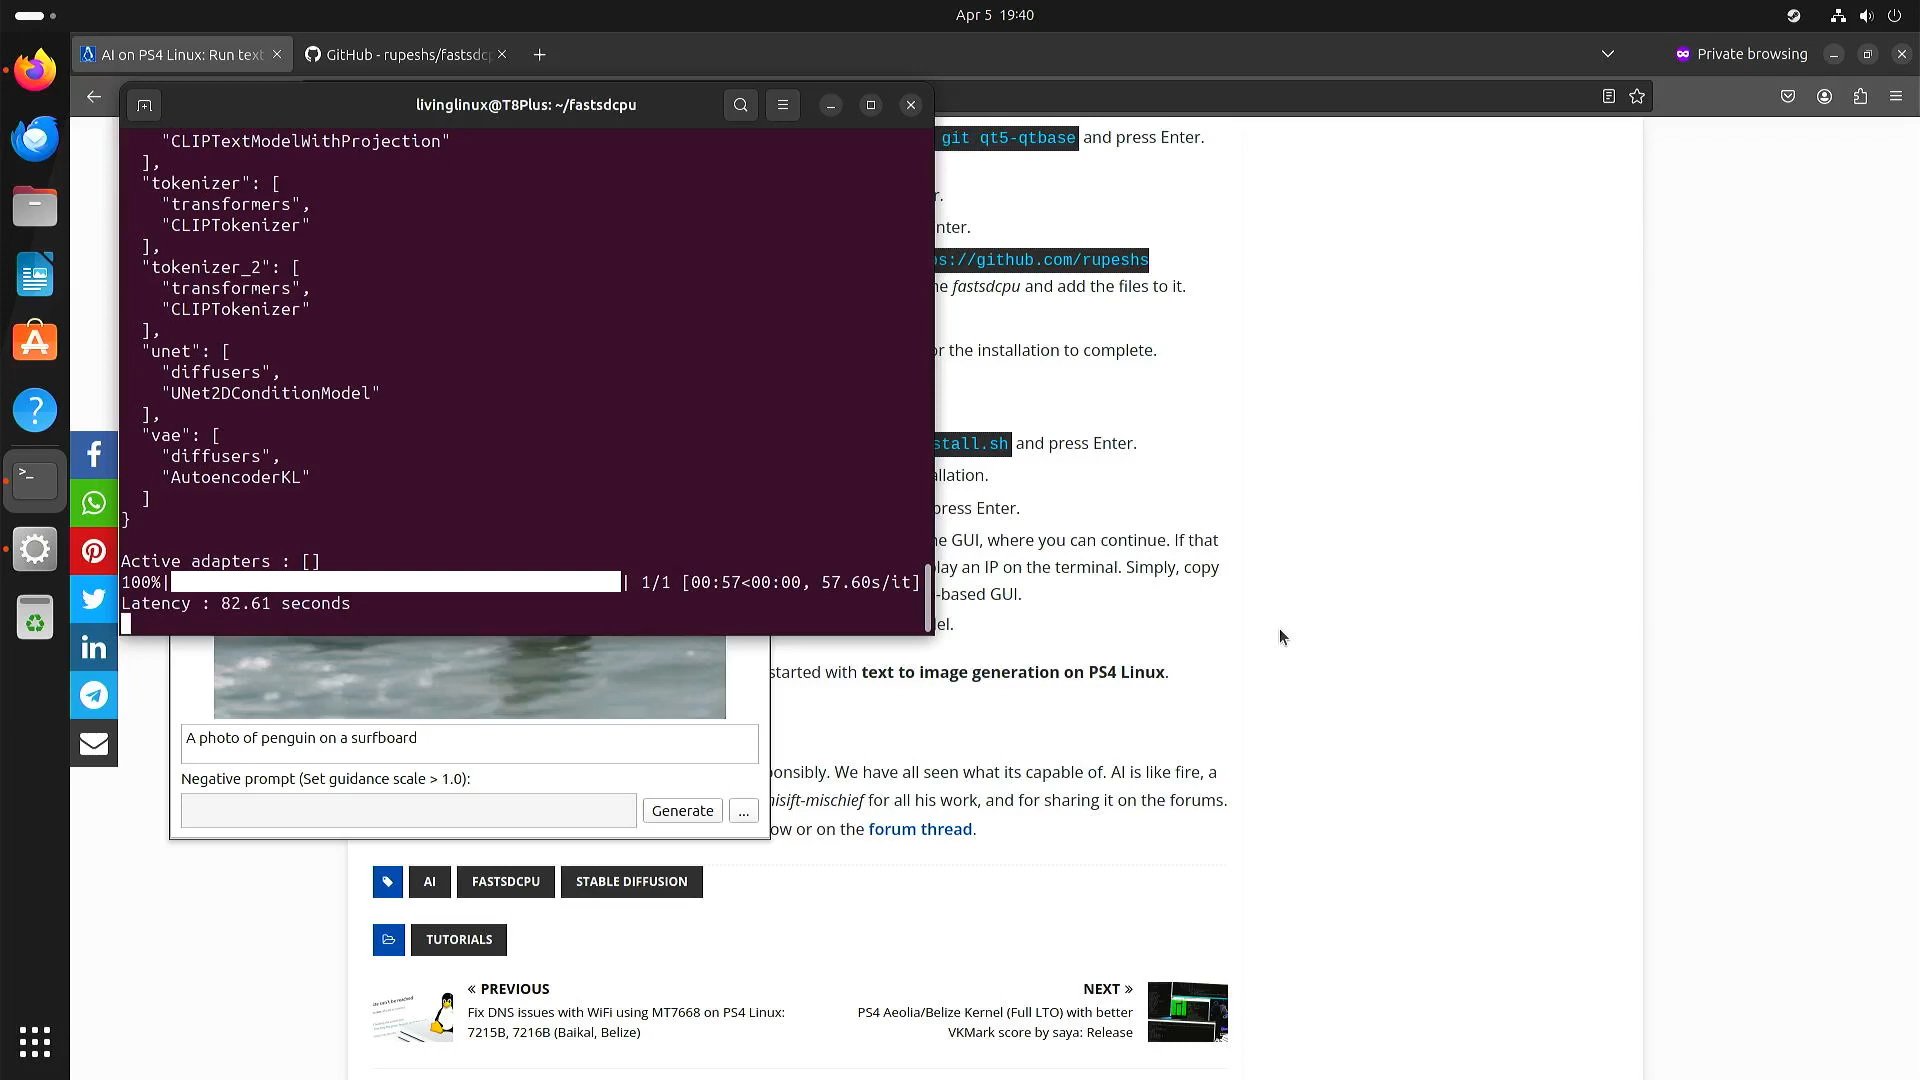 Apr 5 19:40
AI on PS4 Linux: Run text
GitHub - rupeshs/fastsdcp
Private browsing
livinglinux@T8Plus: ~/fastsdcpu
"CLIPTextModelWithProjection"
],
"tokenizer": [
"transformers",
"CLIPTokenizer"
],
"tokenizer_2": [
"transformers",
"CLIPTokenizer"
],
"unet": [
"diffusers",
"UNet2DConditionModel"
],
"vae": [
"diffusers",
"AutoencoderKL"
]
}
Active adapters : []
100%| | 1/1 [00:57<00:00, 57.60s/it]
Latency : 82.61 seconds
git qt5-qtbase and press Enter.
r.
nter.
s://github.com/rupeshs
e fastsdcpu and add the files to it.
or the installation to complete.
stall.sh and press Enter.
allation.
press Enter.
e GUI, where you can continue. If that
play an IP on the terminal. Simply, copy
-based GUI.
el.
started with text to image generation on PS4 Linux.
A photo of penguin on a surfboard
Negative prompt (Set guidance scale > 1.0):
Generate
...
ponsibly. We have all seen what its capable of. AI is like fire, a
nisift-mischief for all his work, and for sharing it on the forums.
ow or on the forum thread.
AI
FASTSDCPU
STABLE DIFFUSION
TUTORIALS
« PREVIOUS
Fix DNS issues with WiFi using MT7668 on PS4 Linux:
7215B, 7216B (Baikal, Belize)
NEXT »
PS4 Aeolia/Belize Kernel (Full LTO) with better
VKMark score by saya: Release